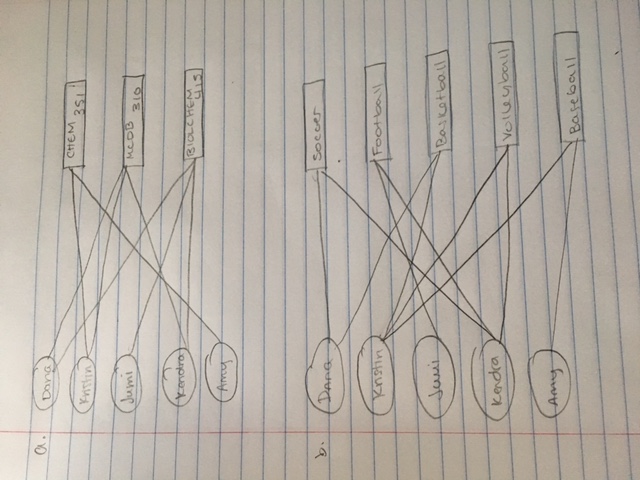 a.
Dana
Kristin
CHEM
351
Jumi
MCDB
310
Kendra
BIOLCHEM
415
Amy
b.
Dana
Soccer
Kristin
Football
Jumi
Basketball
Kendra
Volleyball
Amy
Baseball